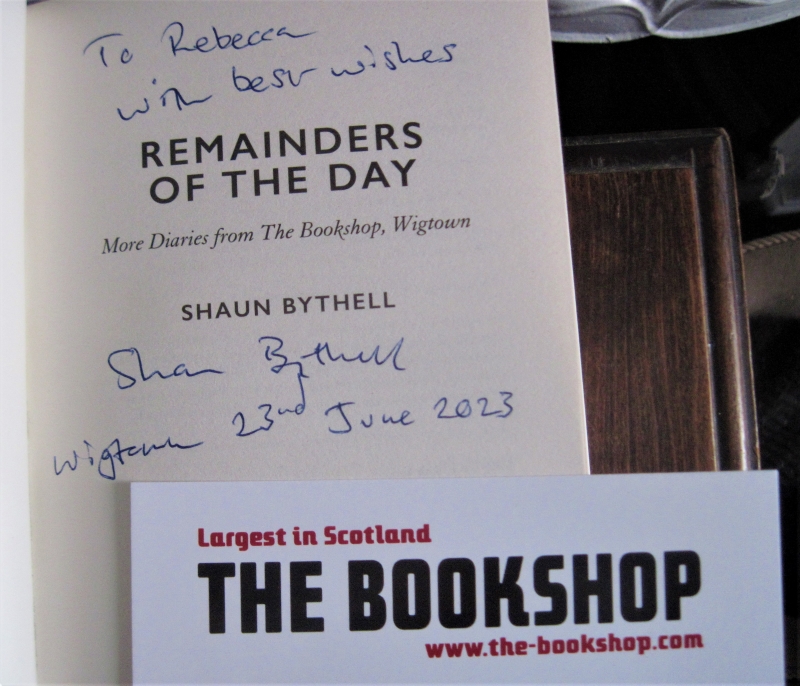 To Rebecca
with best wishes
REMAINDERS
OF THE DAY
More Diaries from The Bookshop, Wigtown
SHAUN BYTHELL
Shaun Bythell
Wigtown 23nd June 2023
Largest in Scotland
THE BOOKSHOP
www.the-bookshop.com